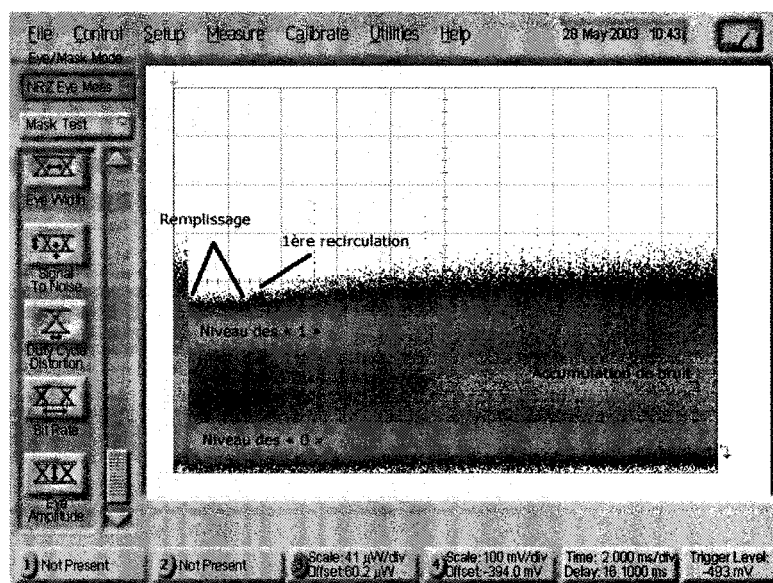 File Control Setup Measure Calibrate Utilities Help 28 May 2003 10:43
Eye/Mask Mode
NRZ Eye Meas
Mask Test
Eye Width
Signal
To Noise
Duty Cycle
Distortion
Bit Rate
Eye
Amplitude
Remplissage
1ère recirculation
Niveau des « 1 »
Accumulation de bruit
Niveau des « 0 »
1) Not Present
2) Not Present
3) Scale: 41 µW/div
Offset: 60.2 µW
4) Scale: 100 mV/div
Offset: -394.0 mV
Time: 2.000 ms/div
Delay: 16.1000 ms
Trigger Level:
-493 mV